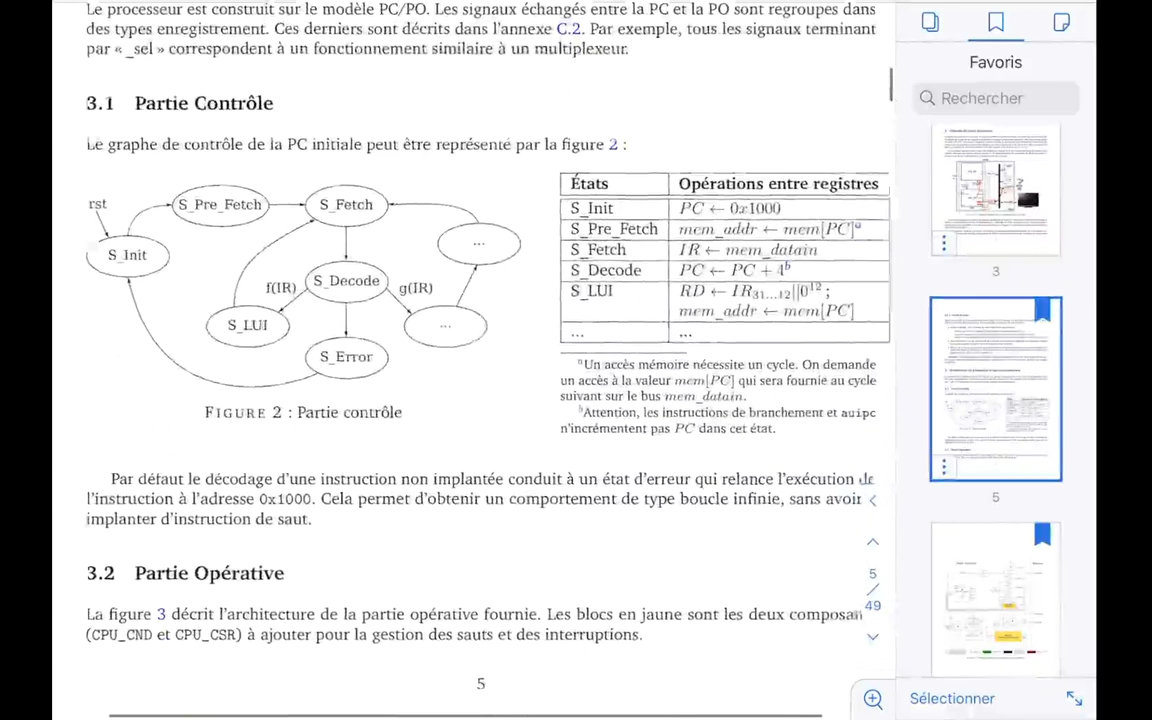 Le processeur est construit sur le modèle PC/PO. Les signaux échangés entre la PC et la PO sont regroupes dans
des types enregistrement. Ces derniers sont décrits dans l'annexe C.2. Par exemple, tous les signaux terminant
par « _sel » correspondent à un fonctionnement similaire à un multiplexeur.
3.1 Partie Contrôle
Le graphe de contrôle de la PC initiale peut être représenté par la figure 2 :
rst
S_Pre_Fetch
S_Fetch
S_Init
...
S_Decode
f(IR)
g(IR)
S_LUI
...
S_Error
FIGURE 2 : Partie contrôle
États Opérations entre registres
S_Init PC ← 0x1000
S_Pre_Fetch mem_addr ← mem[PC]a
S_Fetch IR ← mem_datain
S_Decode PC ← PC + 4b
S_LUI RD ← IR31...12||0^12 ;
mem_addr ← mem[PC]
... ...
aUn accès mémoire nécessite un cycle. On demande
un accès à la valeur mem[PC] qui sera fournie au cycle
suivant sur le bus mem_datain.
bAttention, les instructions de branchement et auipc
n'incrémentent pas PC dans cet état.
Par défaut le décodage d'une instruction non implantée conduit à un état d'erreur qui relance l'exécution de
l'instruction à l'adresse 0x1000. Cela permet d'obtenir un comportement de type boucle infinie, sans avoir
implanter d'instruction de saut.
3.2 Partie Opérative
La figure 3 décrit l'architecture de la partie opérative fournie. Les blocs en jaune sont les deux composan
(CPU_CND et CPU_CSR) à ajouter pour la gestion des sauts et des interruptions.
5
5
/
49
Favoris
Rechercher
3
5
Sélectionner